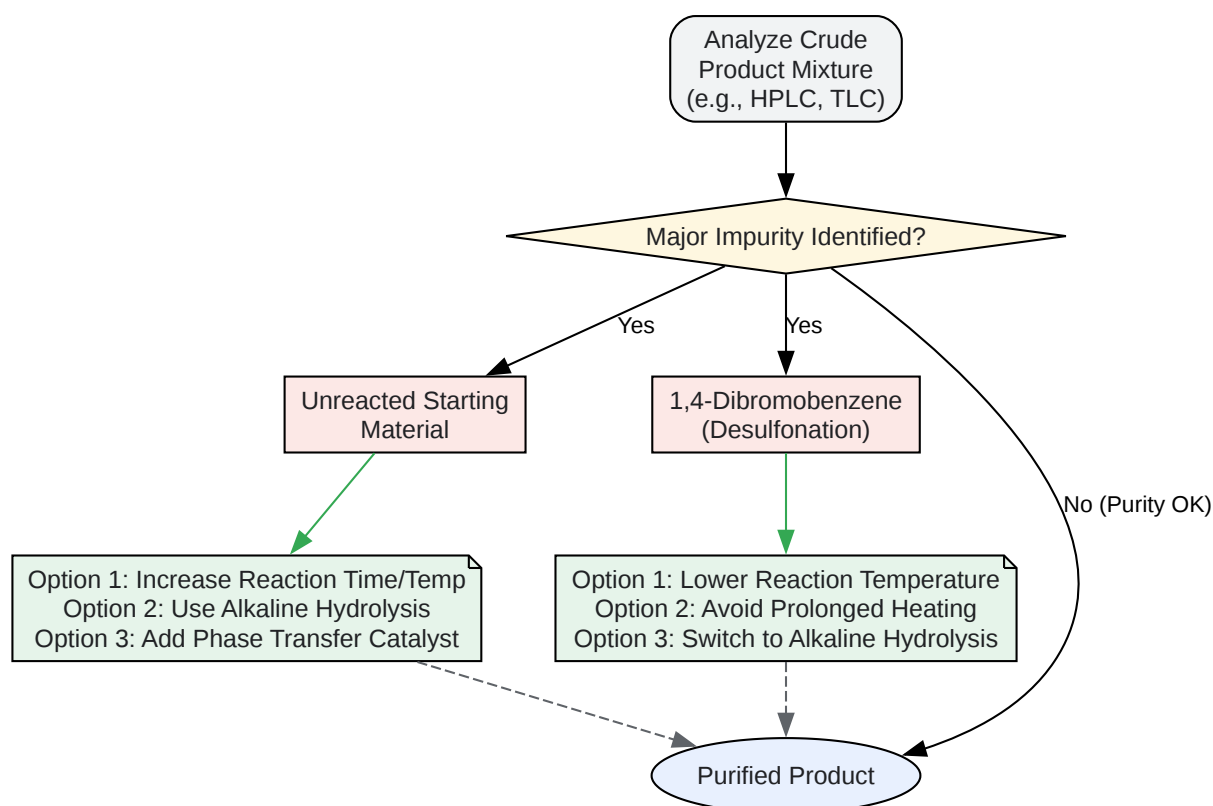 Analyze Crude
Product Mixture
(e.g., HPLC, TLC)
Major Impurity Identified?
Yes
Yes
Unreacted Starting
Material
1,4-Dibromobenzene
(Desulfonation)
No (Purity OK)
Option 1: Increase Reaction Time/Temp
Option 2: Use Alkaline Hydrolysis
Option 3: Add Phase Transfer Catalyst
Option 1: Lower Reaction Temperature
Option 2: Avoid Prolonged Heating
Option 3: Switch to Alkaline Hydrolysis
Purified Product